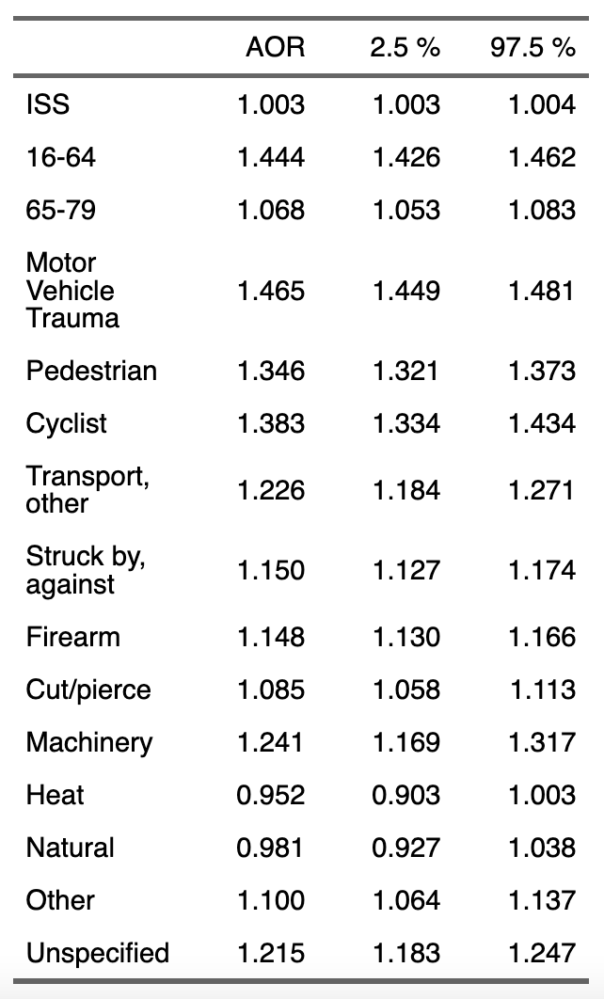 AOR 2.5 % 97.5 %
ISS 1.003 1.003 1.004
16-64 1.444 1.426 1.462
65-79 1.068 1.053 1.083
Motor
Vehicle 1.465 1.449 1.481
Trauma
Pedestrian 1.346 1.321 1.373
Cyclist 1.383 1.334 1.434
Transport,
other 1.226 1.184 1.271
Struck by,
against 1.150 1.127 1.174
Firearm 1.148 1.130 1.166
Cut/pierce 1.085 1.058 1.113
Machinery 1.241 1.169 1.317
Heat 0.952 0.903 1.003
Natural 0.981 0.927 1.038
Other 1.100 1.064 1.137
Unspecified 1.215 1.183 1.247